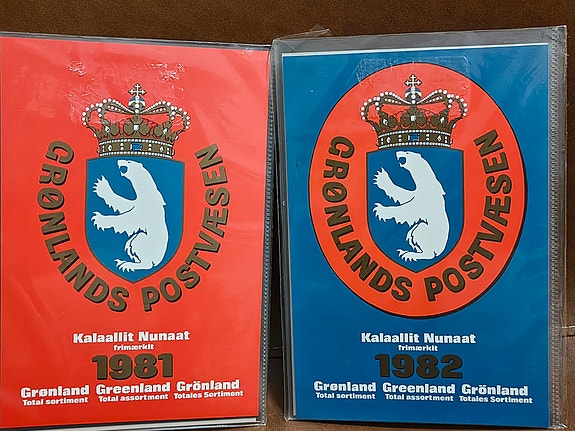 GRØNLANDS POSTVÆSEN
Kalaallit Nunaat
frimærkit
1981
Grønland Greenland Grönland
Total sortiment Total assortment Totales Sortiment
GRØNLANDS POSTVÆSEN
Kalaallit Nunaat
frimærkit
1982
Grønland Greenland Grönland
Total sortiment Total assortment Totales Sortiment